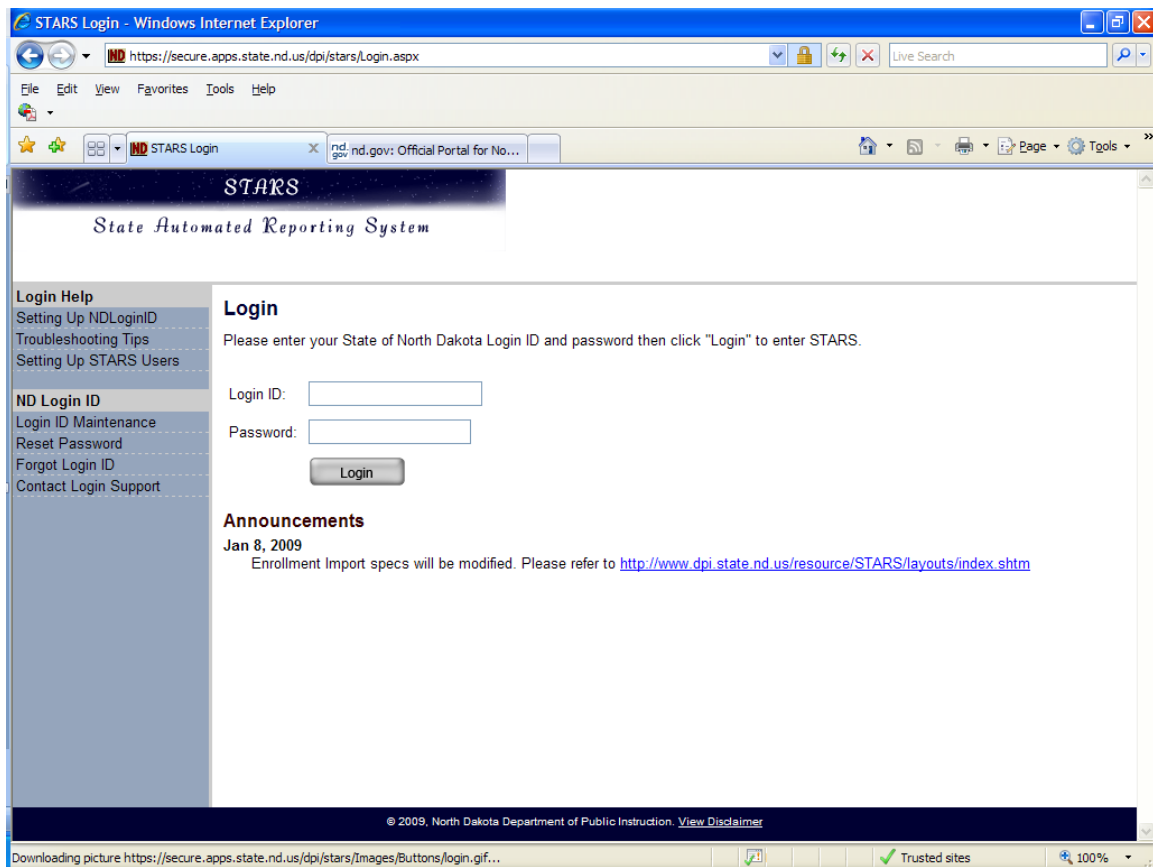 STARS Login - Windows Internet Explorer
ND https://secure.apps.state.nd.us/dpi/stars/Login.aspx
Live Search
File Edit View Favorites Tools Help
ND STARS Login
nd.gov nd.gov: Official Portal for No...
Page Tools »
STARS
State Automated Reporting System
Login Help
Setting Up NDLoginID
Troubleshooting Tips
Setting Up STARS Users
ND Login ID
Login ID Maintenance
Reset Password
Forgot Login ID
Contact Login Support
Login
Please enter your State of North Dakota Login ID and password then click "Login" to enter STARS.
Login ID:
Password:
Login
Announcements
Jan 8, 2009
Enrollment Import specs will be modified. Please refer to http://www.dpi.state.nd.us/resource/STARS/layouts/index.shtm
© 2009, North Dakota Department of Public Instruction. View Disclaimer
Downloading picture https://secure.apps.state.nd.us/dpi/stars/Images/Buttons/login.gif...
Trusted sites
100%